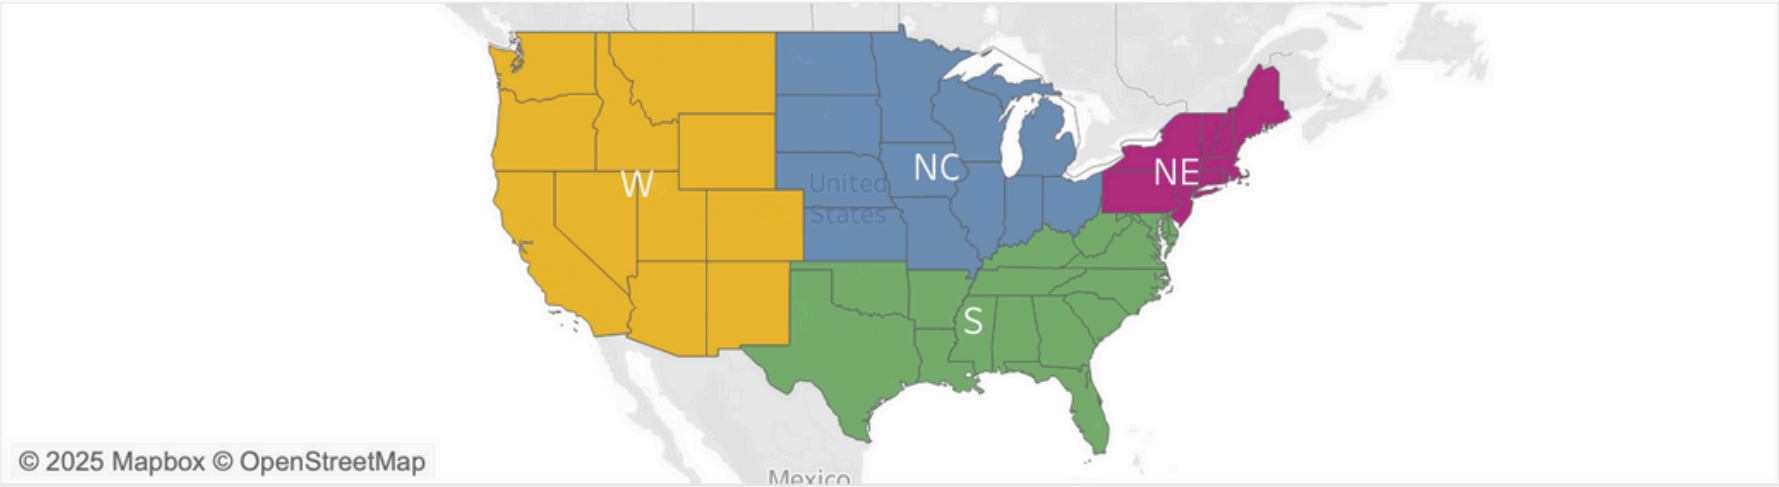 W
NC
NE
United
States
S
© 2025 Mapbox © OpenStreetMap
Mexico